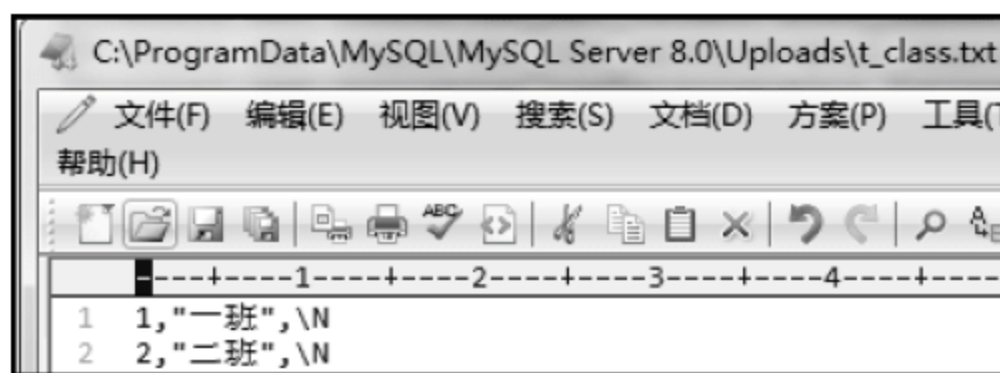 C:\ProgramData\MySQL\MySQL Server 8.0\Uploads\t_class.txt
文件(F) 编辑(E) 视图(V) 搜索(S) 文档(D) 方案(P) 工具(T
帮助(H)
ABC
----+----1----+----2----+----3----+----4----+----
1 1,"一班",\N
2 2,"二班",\N